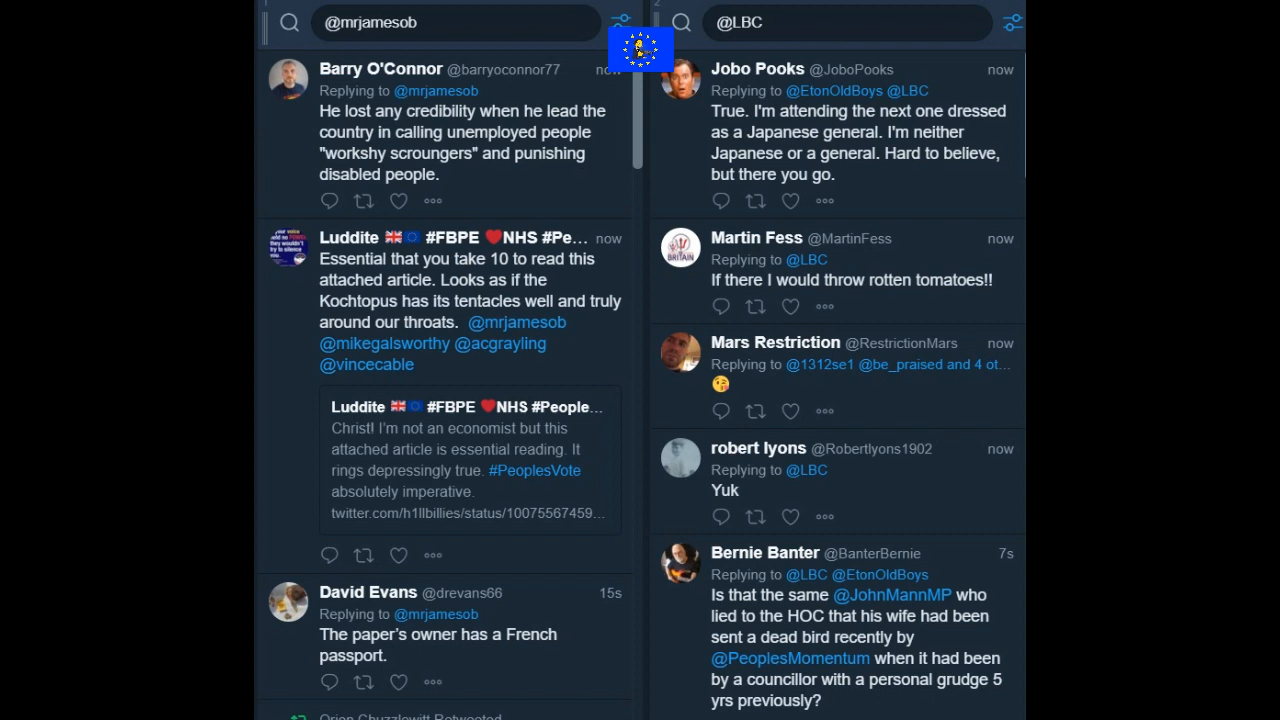 1
@mrjamesob
Barry O'Connor @barryoconnor77 now
Replying to @mrjamesob
He lost any credibility when he lead the
country in calling unemployed people
"workshy scroungers" and punishing
disabled people.
Luddite 🇬🇧🇪🇺 #FBPE ❤️NHS #Pe... now
Essential that you take 10 to read this
attached article. Looks as if the
Kochtopus has its tentacles well and truly
around our throats. @mrjamesob
@mikegalsworthy @acgrayling
@vincecable
Luddite 🇬🇧🇪🇺 #FBPE ❤️NHS #People...
Christ! I'm not an economist but this
attached article is essential reading. It
rings depressingly true. #PeoplesVote
absolutely imperative.
twitter.com/h1llbillies/status/10075567459...
David Evans @drevans66 15s
Replying to @mrjamesob
The paper's owner has a French
passport.
Orien Chuzzlewitt Retweeted
2
@LBC
Jobo Pooks @JoboPooks now
Replying to @EtonOldBoys @LBC
True. I'm attending the next one dressed
as a Japanese general. I'm neither
Japanese or a general. Hard to believe,
but there you go.
Martin Fess @MartinFess now
Replying to @LBC
If there I would throw rotten tomatoes!!
BRITAIN
Mars Restriction @RestrictionMars now
Replying to @1312se1 @be_praised and 4 ot...
😘
robert lyons @Robertlyons1902 now
Replying to @LBC
Yuk
Bernie Banter @BanterBernie 7s
Replying to @LBC @EtonOldBoys
Is that the same @JohnMannMP who
lied to the HOC that his wife had been
sent a dead bird recently by
@PeoplesMomentum when it had been
by a councillor with a personal grudge 5
yrs previously?